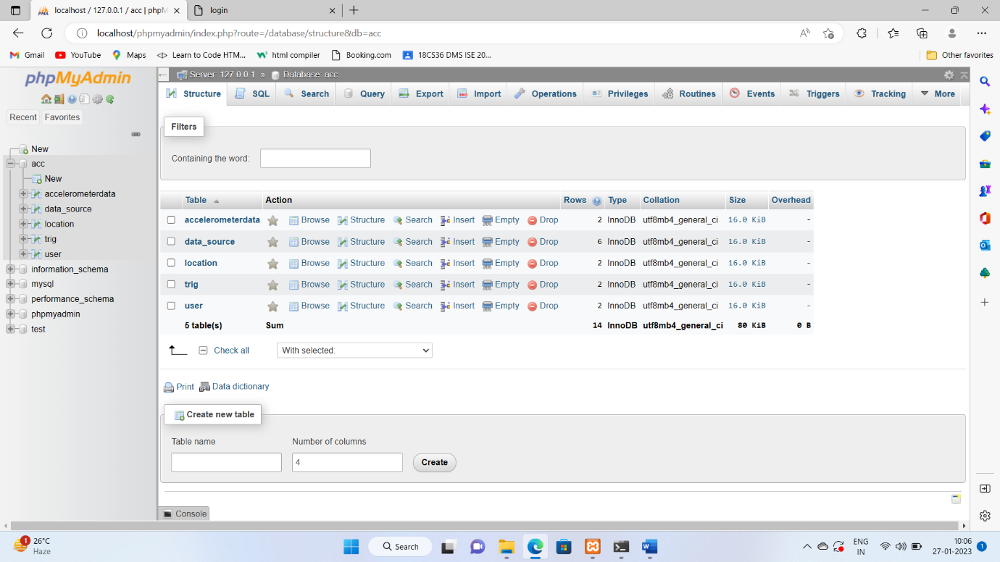 localhost / 127.0.0.1 / acc | phpM
login
localhost/phpmyadmin/index.php?route=/database/structure&db=acc
Gmail YouTube Maps Learn to Code HTM... html compiler Booking.com 18CS36 DMS ISE 20... Other favorites
phpMyAdmin
Recent Favorites
New
acc
New
accelerometerdata
data_source
location
trig
user
information_schema
mysql
performance_schema
phpmyadmin
test
Server: 127.0.0.1 » Database: acc
Structure SQL Search Query Export Import Operations Privileges Routines Events Triggers Tracking More
Filters
Containing the word:
Table Action Rows Type Collation Size Overhead
accelerometerdata Browse Structure Search Insert Empty Drop 2 InnoDB utf8mb4_general_ci 16.0 KiB -
data_source Browse Structure Search Insert Empty Drop 6 InnoDB utf8mb4_general_ci 16.0 KiB -
location Browse Structure Search Insert Empty Drop 2 InnoDB utf8mb4_general_ci 16.0 KiB -
trig Browse Structure Search Insert Empty Drop 2 InnoDB utf8mb4_general_ci 16.0 KiB -
user Browse Structure Search Insert Empty Drop 2 InnoDB utf8mb4_general_ci 16.0 KiB -
5 table(s) Sum 14 InnoDB utf8mb4_general_ci 80 KiB 0 B
Check all With selected:
Print Data dictionary
Create new table
Table name Number of columns
4 Create
Console
1 26°C
Haze
Search
ENG
IN
10:06
27-01-2023
1